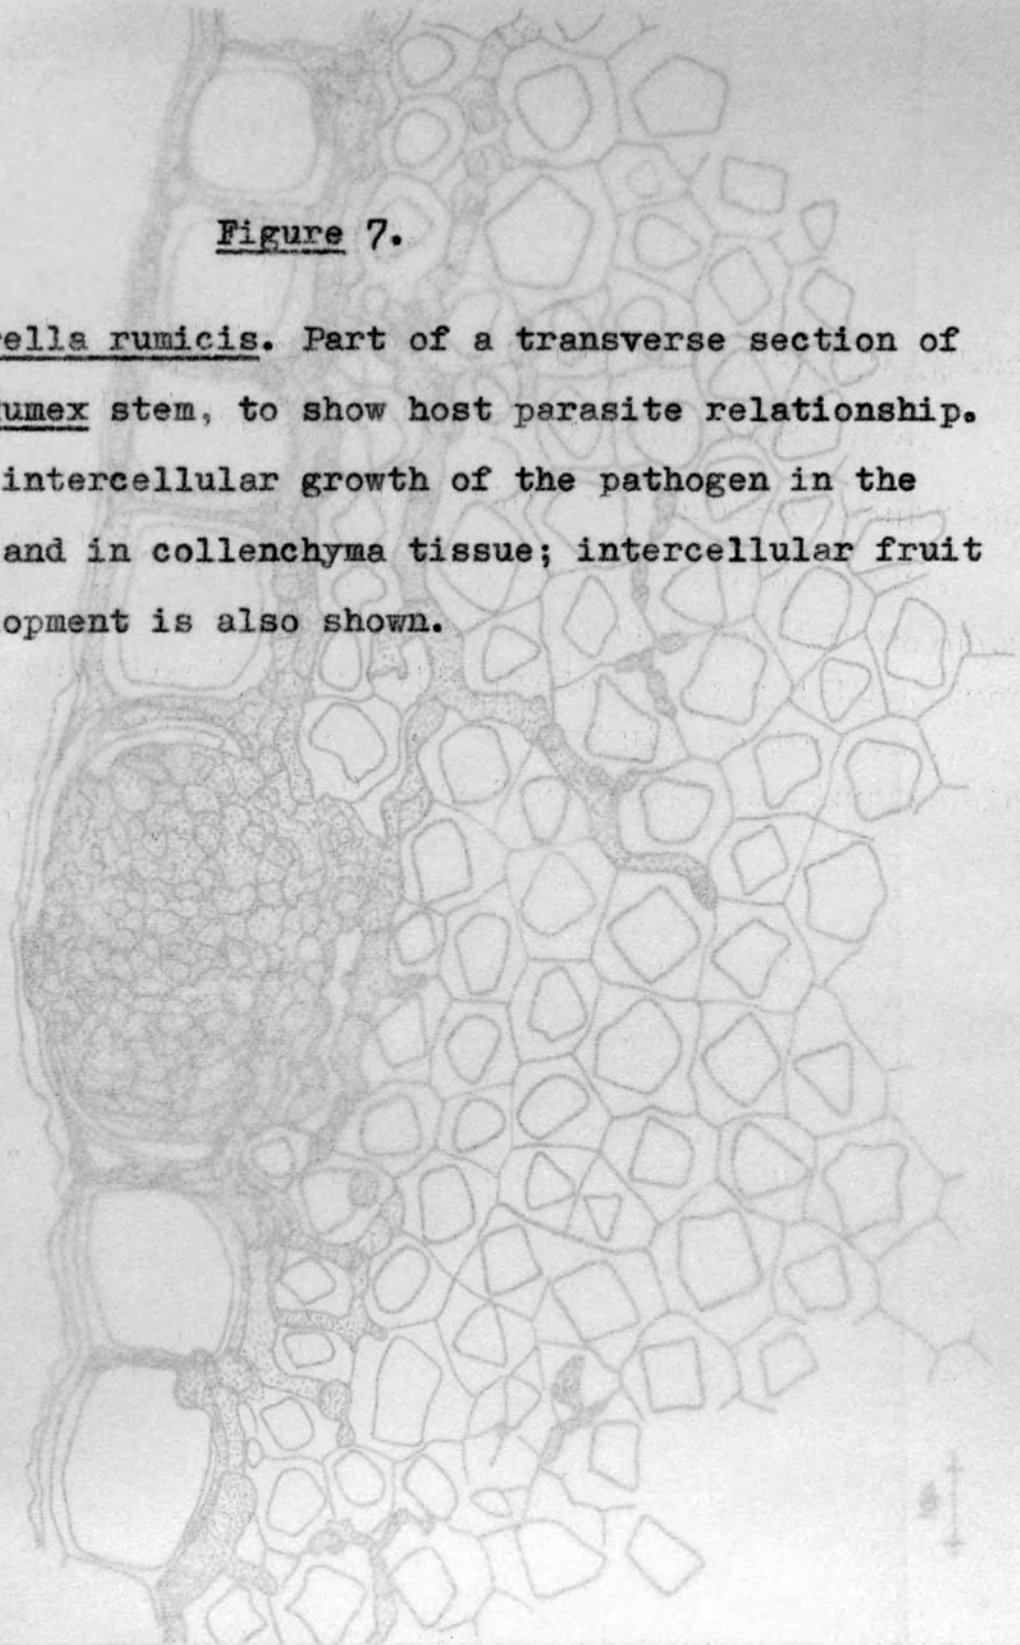 Figure 7.
ella rumicis. Part of a transverse section of
umex stem, to show host parasite relationship.
intercellular growth of the pathogen in the
and in collenchyma tissue; intercellular fruit
opment is also shown.